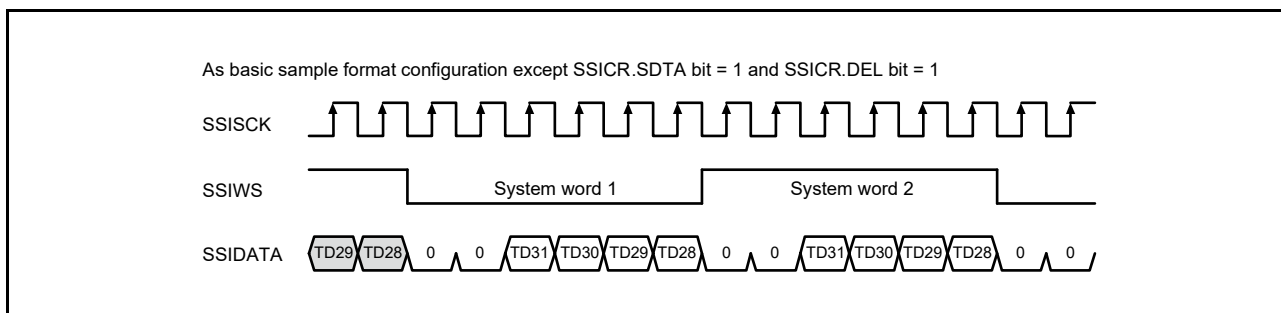 As basic sample format configuration except SSICR.SDTA bit = 1 and SSICR.DEL bit = 1
SSISCK
SSIWS System word 1 System word 2
SSIDATA TD29 TD28 0 0 TD31 TD30 TD29 TD28 0 0 TD31 TD30 TD29 TD28 0 0